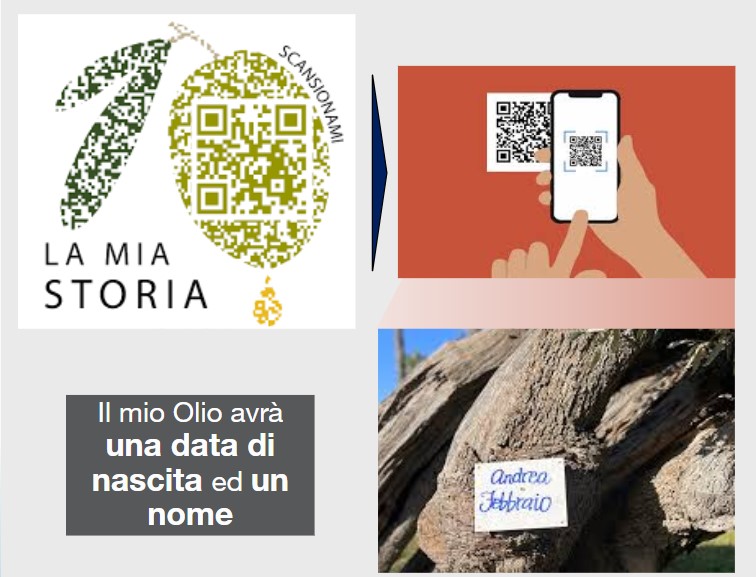 SCANSIONAMI
LA MIA
STORIA
Il mio Olio avrà
una data di
nascita ed un
nome
Andrea
Febbraio